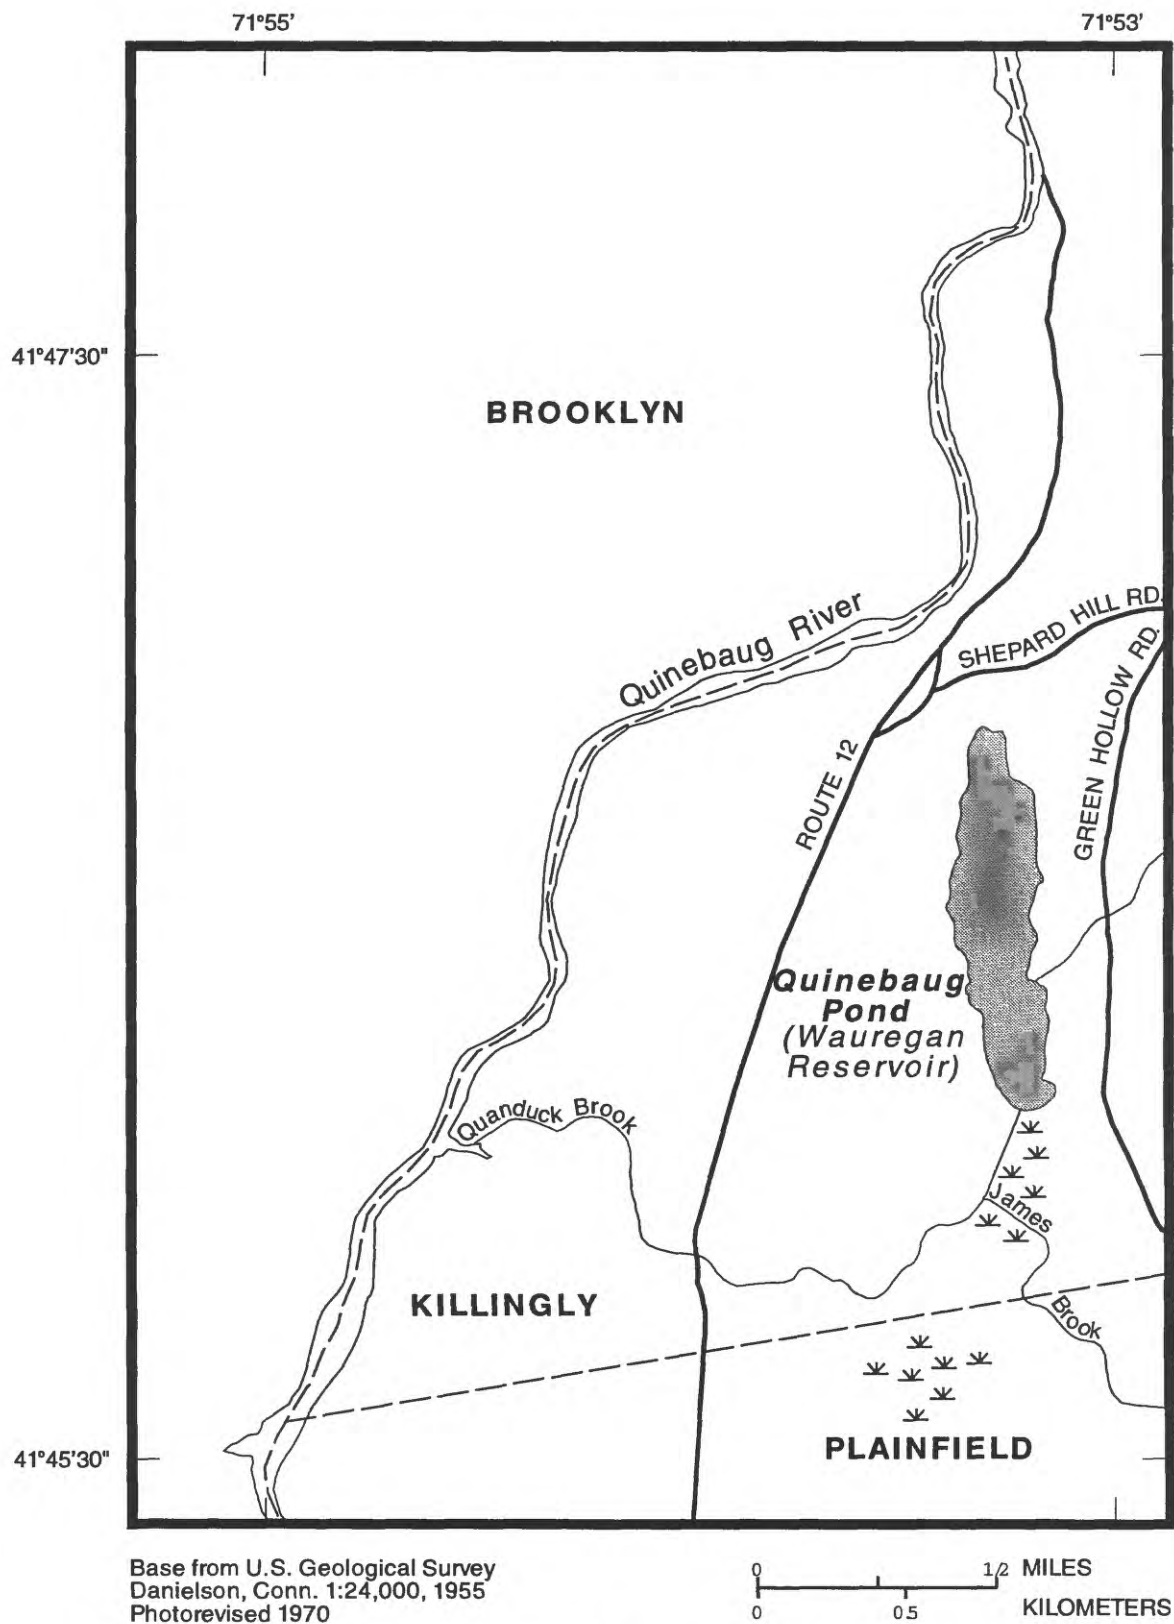 71°55'
71°53'
41°47'30"
BROOKLYN
Quinebaug River
SHEPARD HILL RD.
GREEN HOLLOW RD.
ROUTE 12
Quinebaug
Pond
(Wauregan
Reservoir)
Quanduck Brook
James
Brook
KILLINGLY
PLAINFIELD
41°45'30"
Base from U.S. Geological Survey
Danielson, Conn. 1:24,000, 1955
Photorevised 1970
0 1/2 MILES
0 0.5 KILOMETERS